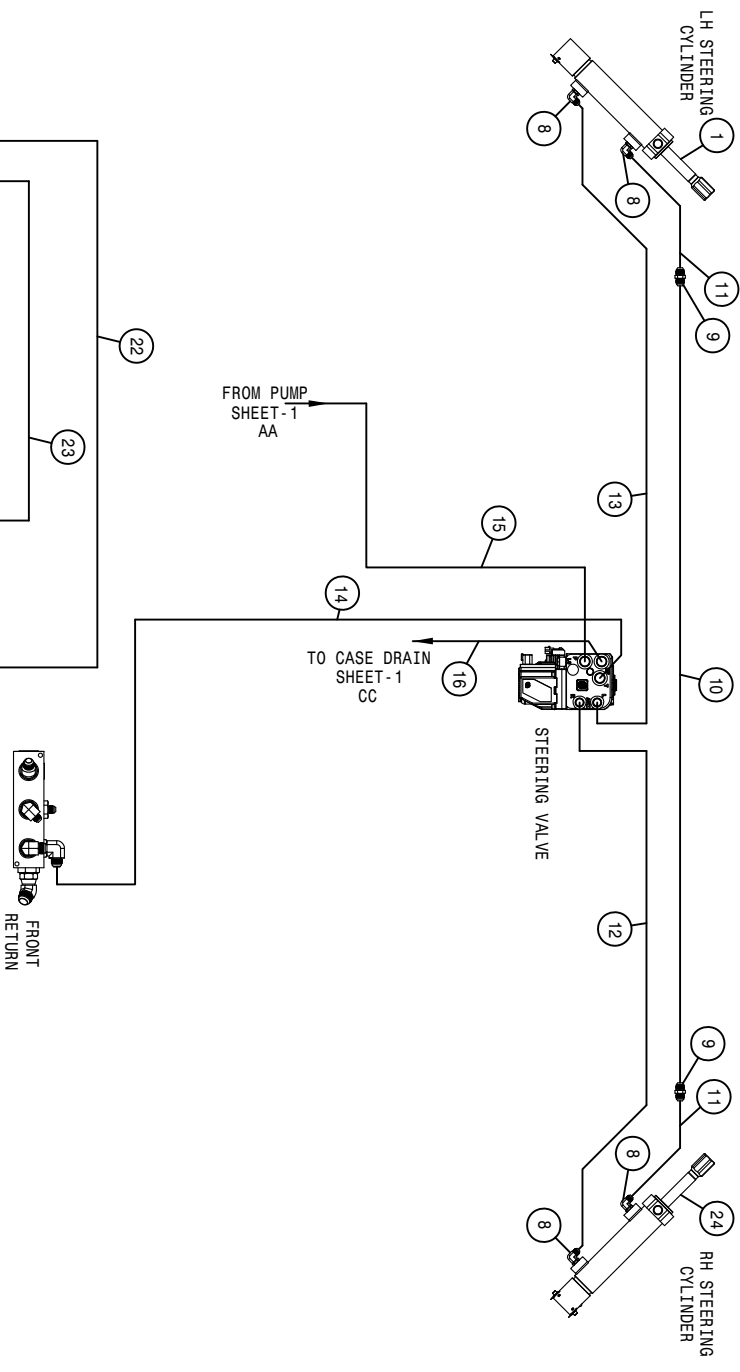 LH STEERING
CYLINDER
1
8
8
11
9
22
23
FROM PUMP
SHEET-1
AA
13
15
14
10
TO CASE DRAIN
SHEET-1
CC
16
STEERING VALVE
12
FRONT
RETURN
9
11
8
8
24
RH STEERING
CYLINDER